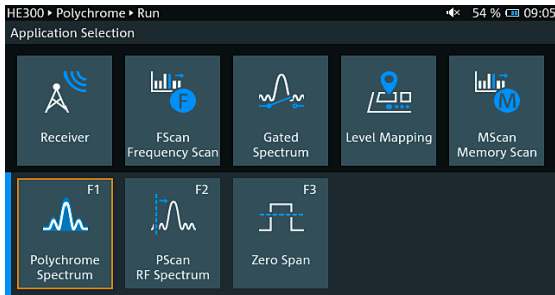 HE300 ▸ Polychrome ▸ Run 54 % 09:05
Application Selection
F
M
Receiver
FScan
Frequency Scan
Gated
Spectrum
Level Mapping
MScan
Memory Scan
F1
F2
F3
Polychrome
Spectrum
PScan
RF Spectrum
Zero Span